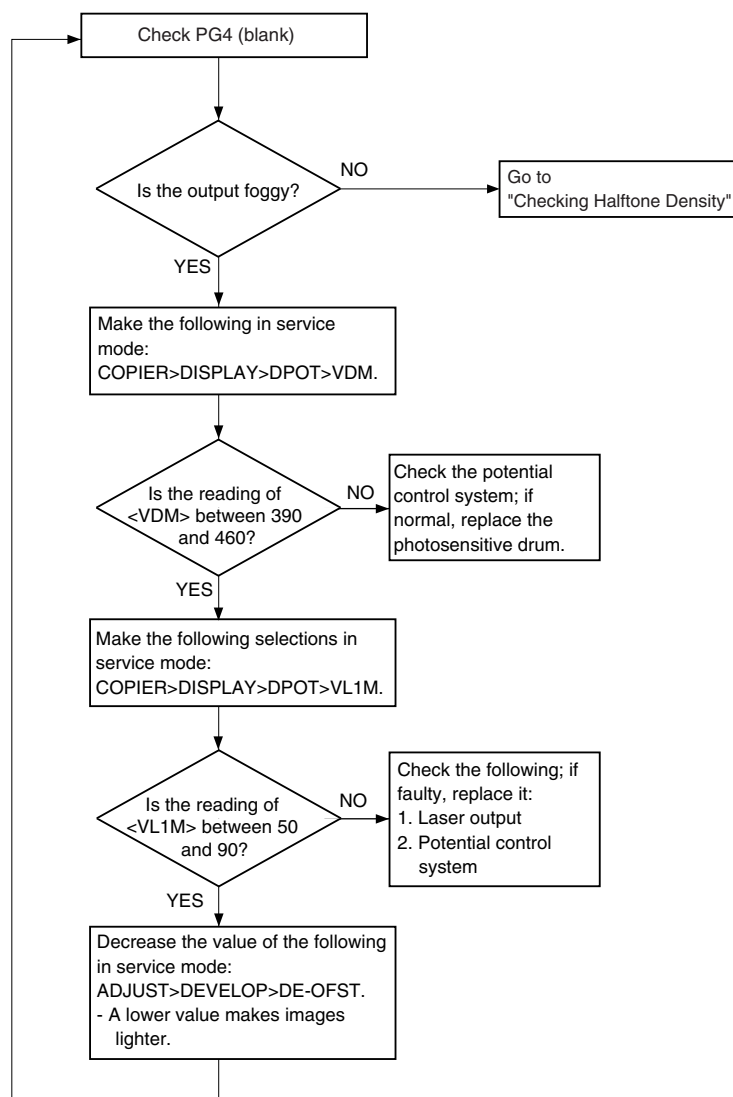 Check PG4 (blank)
Is the output foggy?
NO
Go to
"Checking Halftone Density"
YES
Make the following in service
mode:
COPIER>DISPLAY>DPOT>VDM.
Is the reading of
<VDM> between 390
and 460?
NO
Check the potential
control system; if
normal, replace the
photosensitive drum.
YES
Make the following selections in
service mode:
COPIER>DISPLAY>DPOT>VL1M.
Is the reading of
<VL1M> between 50
and 90?
NO
Check the following; if
faulty, replace it:
1. Laser output
2. Potential control
system
YES
Decrease the value of the following
in service mode:
ADJUST>DEVELOP>DE-OFST.
- A lower value makes images
lighter.